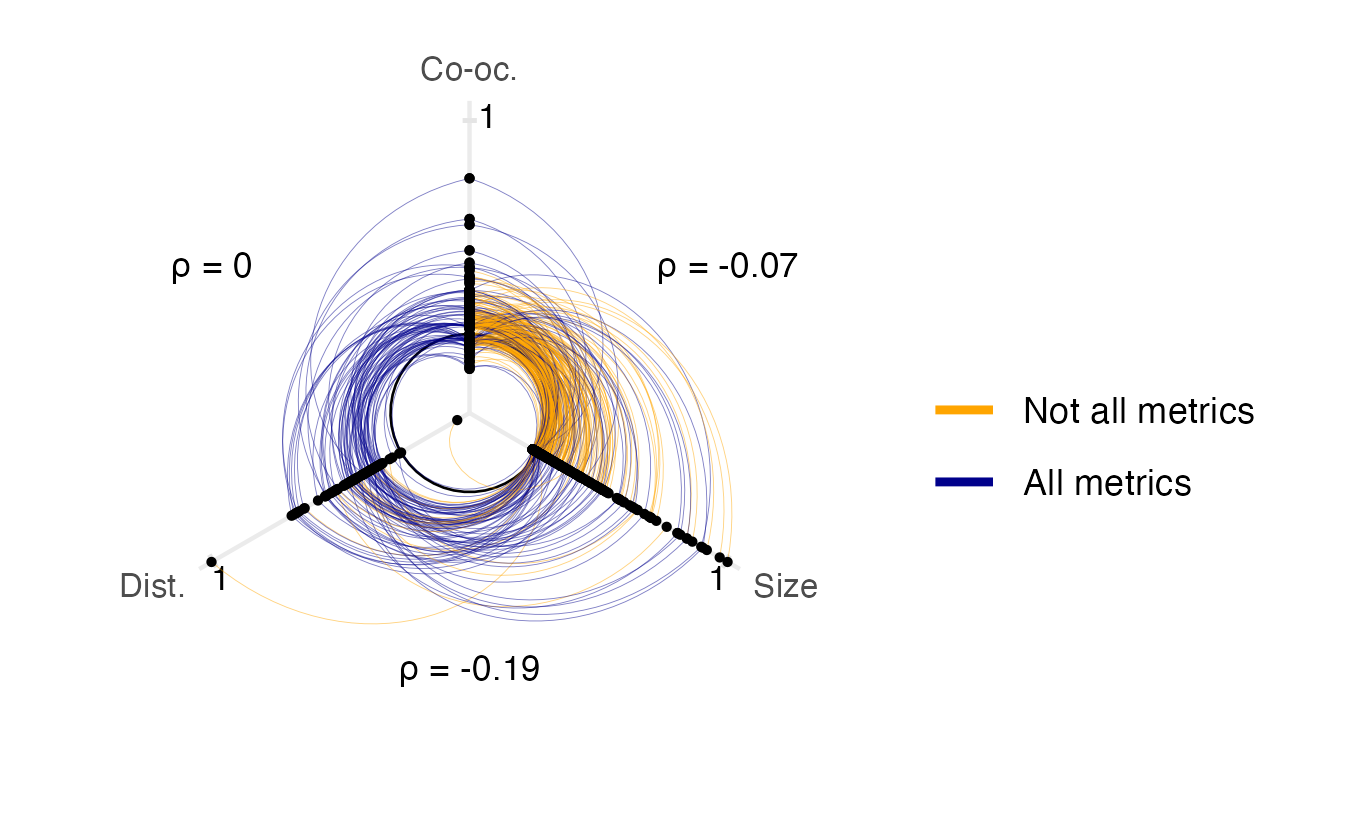 Co-oc.
1
ρ = 0
ρ = -0.07
Not all metrics
All metrics
Dist.
1
1
Size
ρ = -0.19